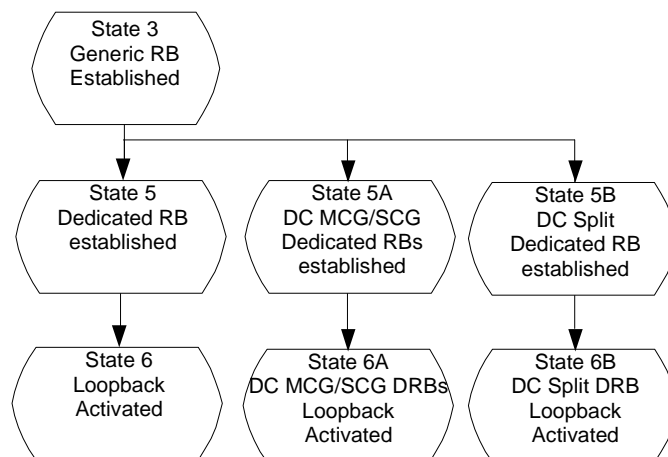 State 3
Generic RB
Established
State 5
Dedicated RB
established
State 5A
DC MCG/SCG
Dedicated RBs
established
State 5B
DC Split
Dedicated RB
established
State 6
Loopback
Activated
State 6A
DC MCG/SCG DRBs
Loopback
Activated
State 6B
DC Split DRB
Loopback
Activated